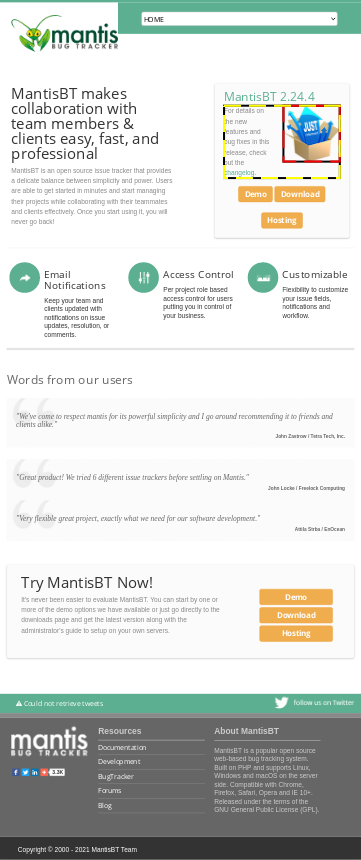 mantis
BUG TRACKER
HOME
MantisBT makes
collaboration with
team members &
clients easy, fast, and
professional
MantisBT is an open source issue tracker that provides
a delicate balance between simplicity and power. Users
are able to get started in minutes and start managing
their projects while collaborating with their teammates
and clients effectively. Once you start using it, you will
never go back!
MantisBT 2.24.4
For details on
the new
features and
bug fixes in this
release, check
out the
changelog.
JUST
Demo
Download
Hosting
Email
Notifications
Keep your team and
clients updated with
notifications on issue
updates, resolution, or
comments.
Access Control
Per project role based
access control for users
putting you in control of
your business.
Customizable
Flexibility to customize
your issue fields,
notifications and
workflow.
Words from our users
"We've come to respect mantis for its powerful simplicity and I go around recommending it to friends and
clients alike."
John Zastrow / Tetra Tech, Inc.
"Great product! We tried 6 different issue trackers before settling on Mantis."
John Locke / Freelock Computing
"Very flexible great project, exactly what we need for our software development."
Attila Strba / EnOcean
Try MantisBT Now!
It's never been easier to evaluate MantisBT. You can start by one or
more of the demo options we have available or just go directly to the
downloads page and get the latest version along with the
administrator's guide to setup on your own servers.
Demo
Download
Hosting
Could not retrieve tweets
follow us on Twitter
mantis
BUG TRACKER
3.3K
Resources
Documentation
Development
BugTracker
Forums
Blog
About MantisBT
MantisBT is a popular open source
web-based bug tracking system.
Built on PHP and supports Linux,
Windows and macOS on the server
side. Compatible with Chrome,
Firefox, Safari, Opera and IE 10+.
Released under the terms of the
GNU General Public License (GPL).
Copyright © 2000 - 2021 MantisBT Team